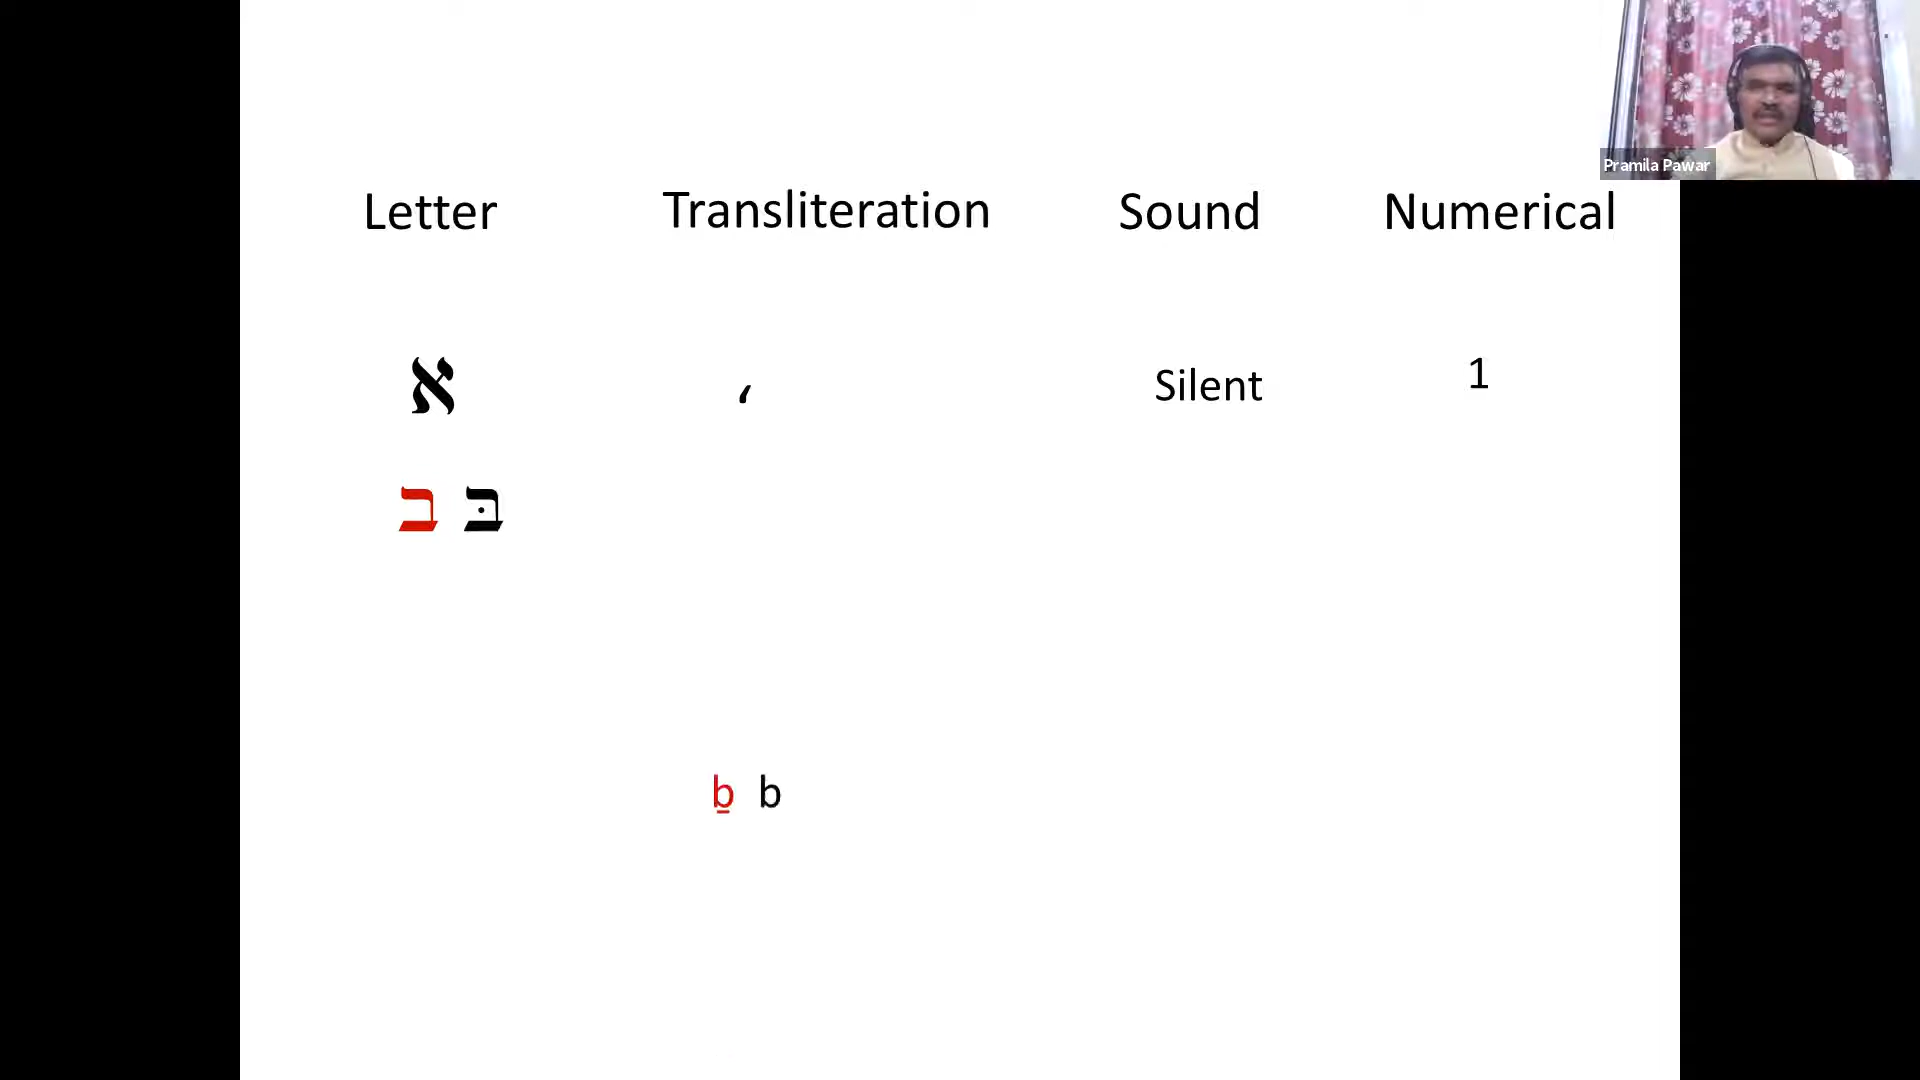 Pramila Pawar
Letter Transliteration Sound Numerical
א ، Silent 1
בּ ב
ḇ b